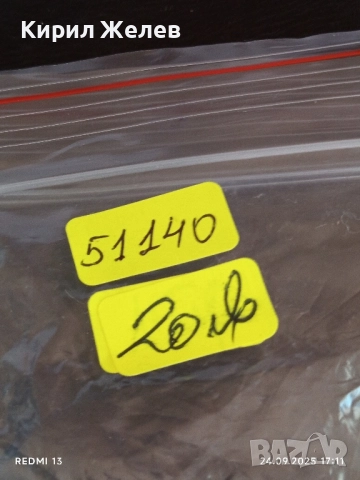 Кирил Желев
51140
20лв
REDMI 13
24.09.2025 17:11
BAZAR